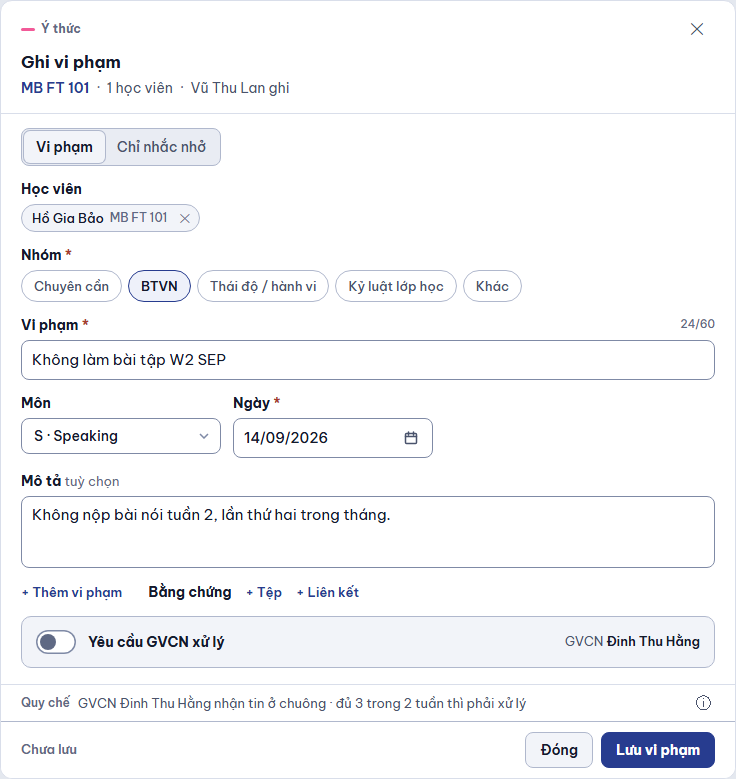 Ý thức
Ghi vi phạm
MB FT 101 · 1 học viên · Vũ Thu Lan ghi
Vi phạm Chỉ nhắc nhở
Học viên
Hồ Gia Bảo MB FT 101
Nhóm *
Chuyên cần BTVN Thái độ / hành vi Kỷ luật lớp học Khác
Vi phạm * 24/60
Không làm bài tập W2 SEP
Môn Ngày *
S · Speaking 14/09/2026
Mô tả tuỳ chọn
Không nộp bài nói tuần 2, lần thứ hai trong tháng.
+ Thêm vi phạm Bằng chứng + Tệp + Liên kết
Yêu cầu GVCN xử lý GVCN Đinh Thu Hằng
Quy chế GVCN Đinh Thu Hằng nhận tin ở chuông · đủ 3 trong 2 tuần thì phải xử lý
Chưa lưu Đóng Lưu vi phạm